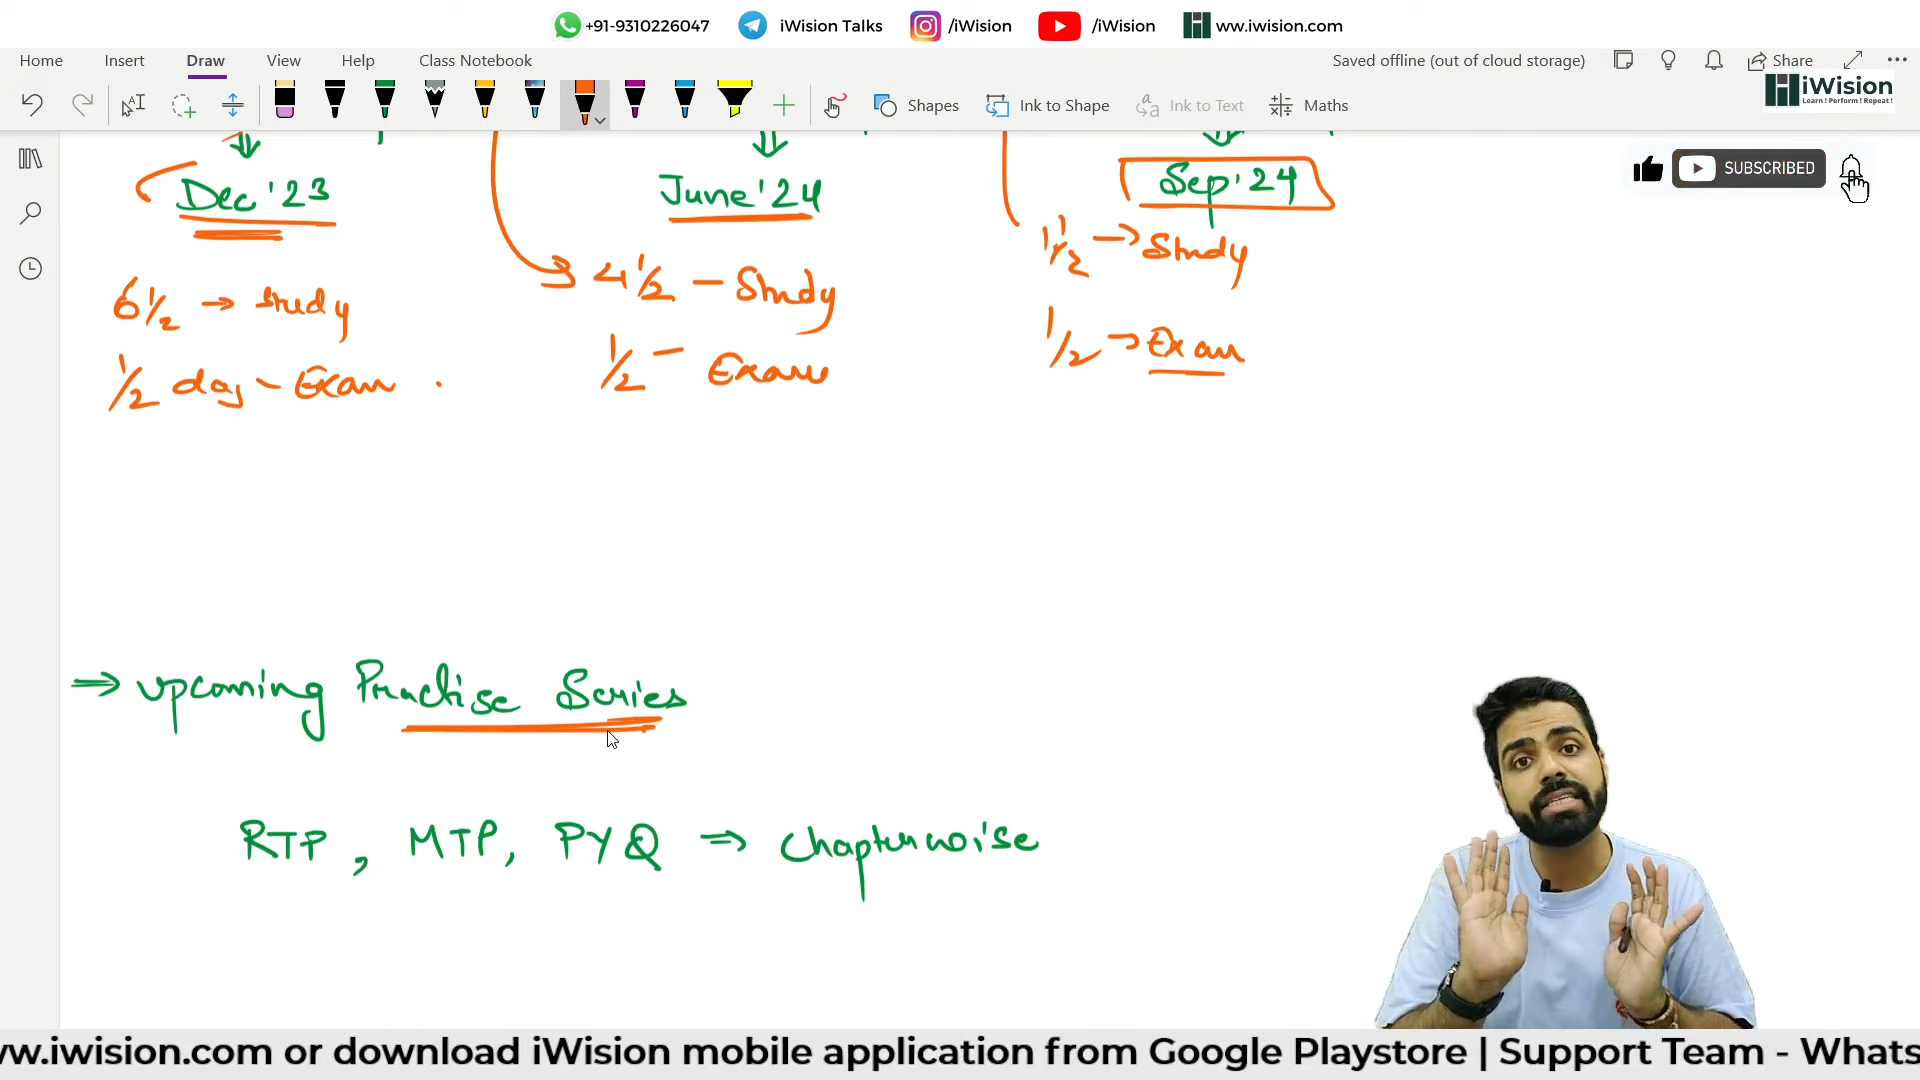 +91-9310226047 iWision Talks /iWision /iWision ww.iwision.com
Home Insert Draw View Help Class Notebook Saved offline (out of cloud storage) Share
Shapes Ink to Shape Ink to Text Maths
iWision
Learn ! Perform ! Repeat !
SUBSCRIBED
Dec '23 June '24 Sep '24
6 1/2 → Study 4 1/2 – Study 1 1/2 → Study
1/2 day – Exam 1/2 – Exam 1/2 → Exam
⇒ upcoming Practise Series
RTP, MTP, PYQ ⇒ Chapterwise
w.iwision.com or download iWision mobile application from Google Playstore | Support Team - Whats